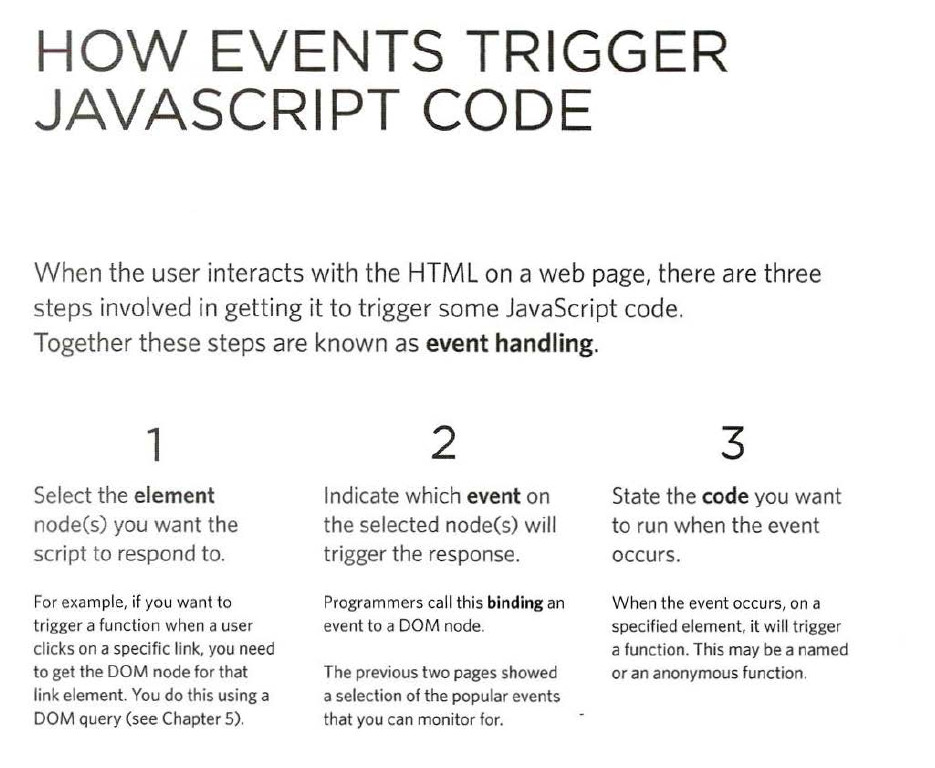 HOW EVENTS TRIGGER
JAVASCRIPT CODE
When the user interacts with the HTML on a web page, there are three
steps involved in getting it to trigger some JavaScript code.
Together these steps are known as event handling.
1
Select the element
node(s) you want the
script to respond to.
For example, if you want to
trigger a function when a user
clicks on a specific link, you need
to get the DOM node for that
link element. You do this using a
DOM query (see Chapter 5).
2
Indicate which event on
the selected node(s) will
trigger the response.
Programmers call this binding an
event to a DOM node.
The previous two pages showed
a selection of the popular events
that you can monitor for.
3
State the code you want
to run when the event
occurs.
When the event occurs, on a
specified element, it will trigger
a function. This may be a named
or an anonymous function.